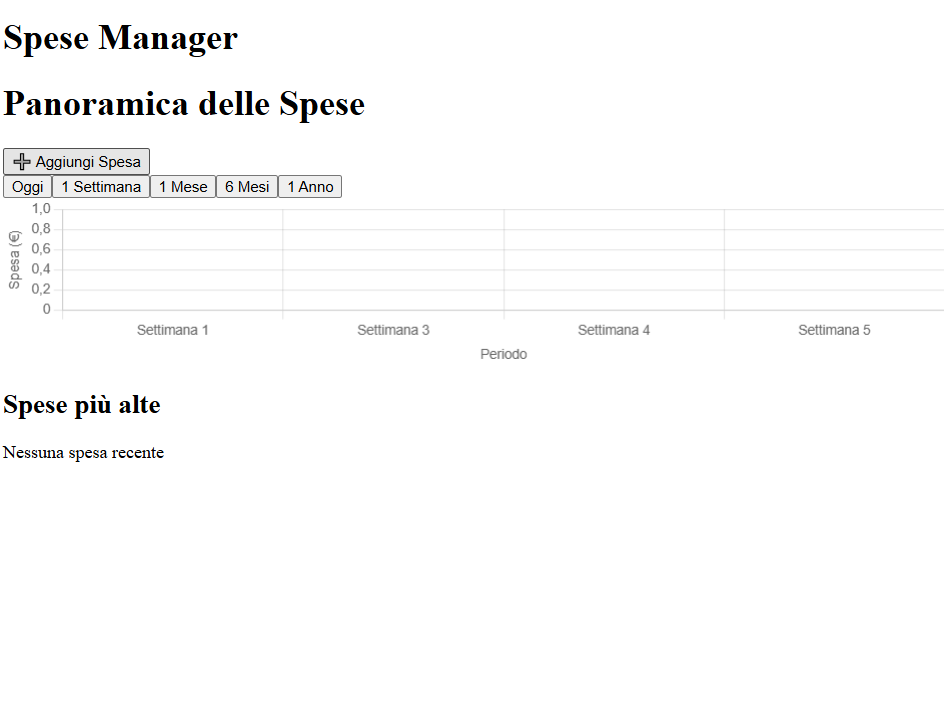 Spese Manager
Panoramica delle Spese
➕ Aggiungi Spesa
Oggi 1 Settimana 1 Mese 6 Mesi 1 Anno
1,0
0,8
0,6
0,4
0,2
0
Spesa (€)
Settimana 1 Settimana 3 Settimana 4 Settimana 5
Periodo
Spese più alte
Nessuna spesa recente